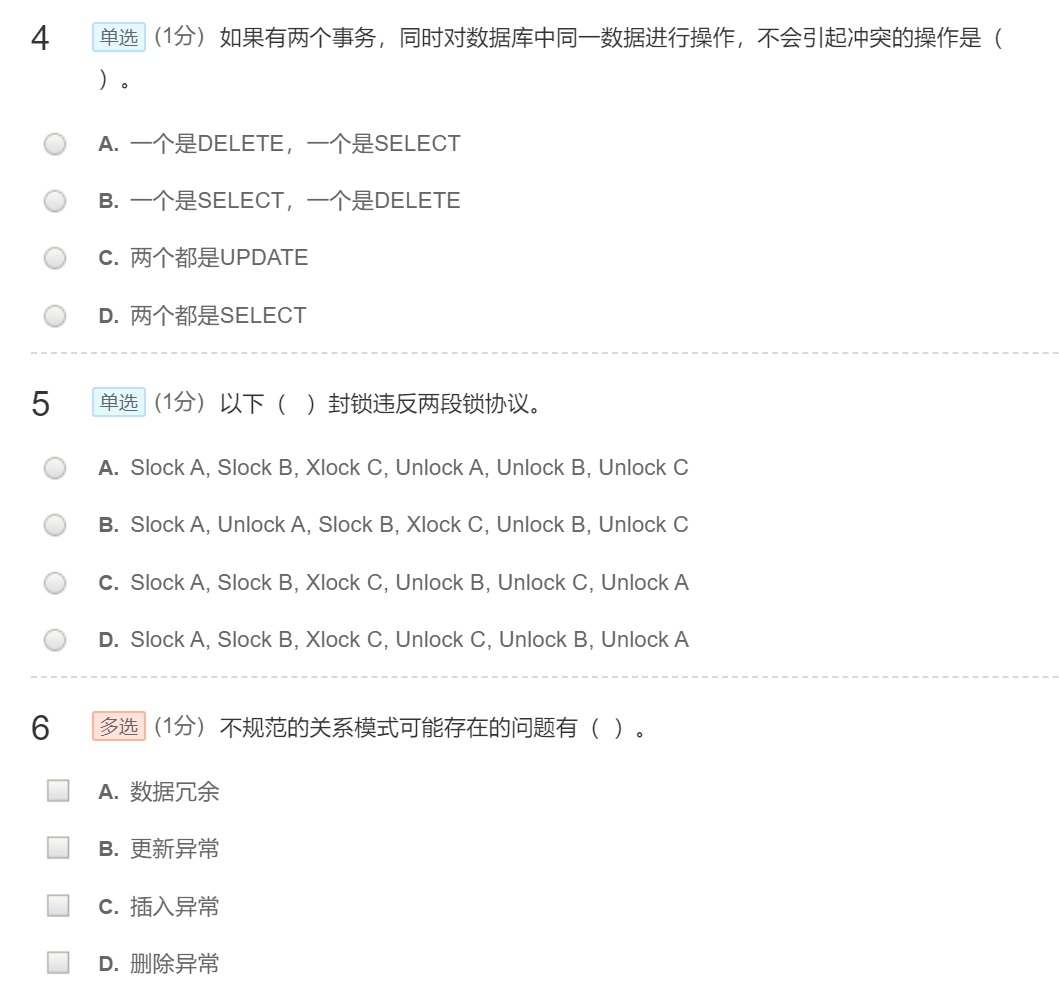 4 单选 (1分) 如果有两个事务，同时对数据库中同一数据进行操作，不会引起冲突的操作是（
）。
A. 一个是DELETE，一个是SELECT
B. 一个是SELECT，一个是DELETE
C. 两个都是UPDATE
D. 两个都是SELECT
5 单选 (1分) 以下（ ）封锁违反两段锁协议。
A. Slock A, Slock B, Xlock C, Unlock A, Unlock B, Unlock C
B. Slock A, Unlock A, Slock B, Xlock C, Unlock B, Unlock C
C. Slock A, Slock B, Xlock C, Unlock B, Unlock C, Unlock A
D. Slock A, Slock B, Xlock C, Unlock C, Unlock B, Unlock A
6 多选 (1分) 不规范的关系模式可能存在的问题有（ ）。
A. 数据冗余
B. 更新异常
C. 插入异常
D. 删除异常